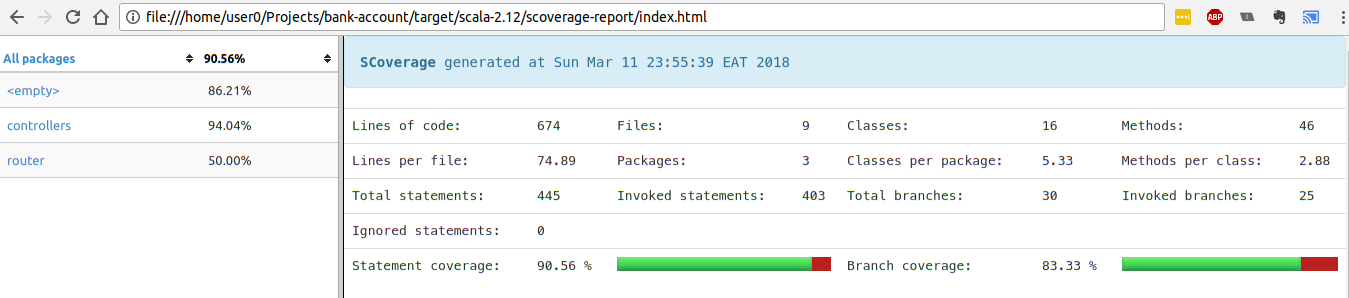 file:///home/user0/Projects/bank-account/target/scala-2.12/scoverage-report/index.html
ABP
All packages 90.56%
<empty> 86.21%
controllers 94.04%
router 50.00%
SCoverage generated at Sun Mar 11 23:55:39 EAT 2018
Lines of code: 674 Files: 9 Classes: 16 Methods: 46
Lines per file: 74.89 Packages: 3 Classes per package: 5.33 Methods per class: 2.88
Total statements: 445 Invoked statements: 403 Total branches: 30 Invoked branches: 25
Ignored statements: 0
Statement coverage: 90.56 % Branch coverage: 83.33 %